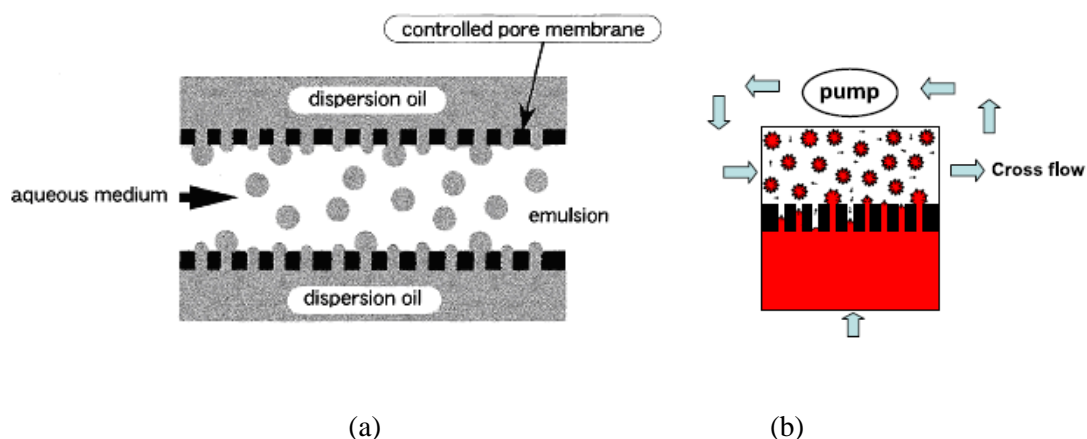 controlled pore membrane
dispersion oil
aqueous medium
emulsion
dispersion oil
pump
Cross flow
(a)
(b)